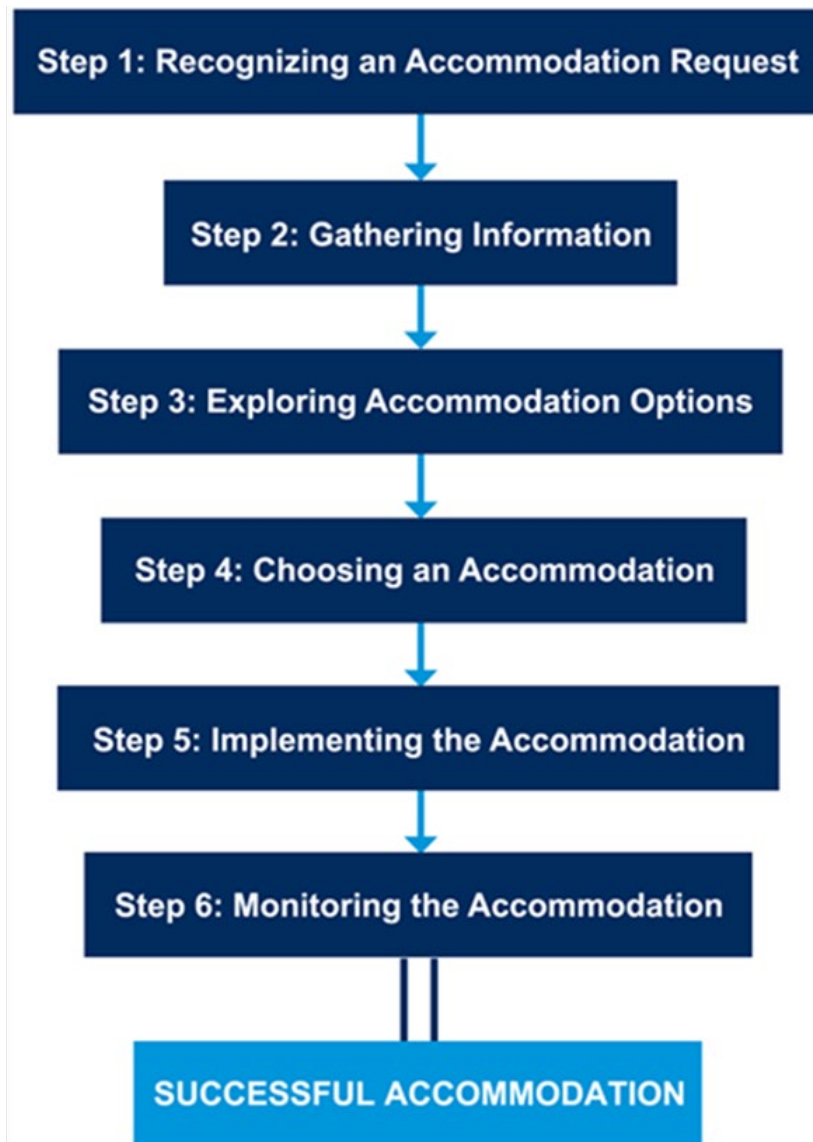 Step 1: Recognizing an Accommodation Request
Step 2: Gathering Information
Step 3: Exploring Accommodation Options
Step 4: Choosing an Accommodation
Step 5: Implementing the Accommodation
Step 6: Monitoring the Accommodation
SUCCESSFUL ACCOMMODATION